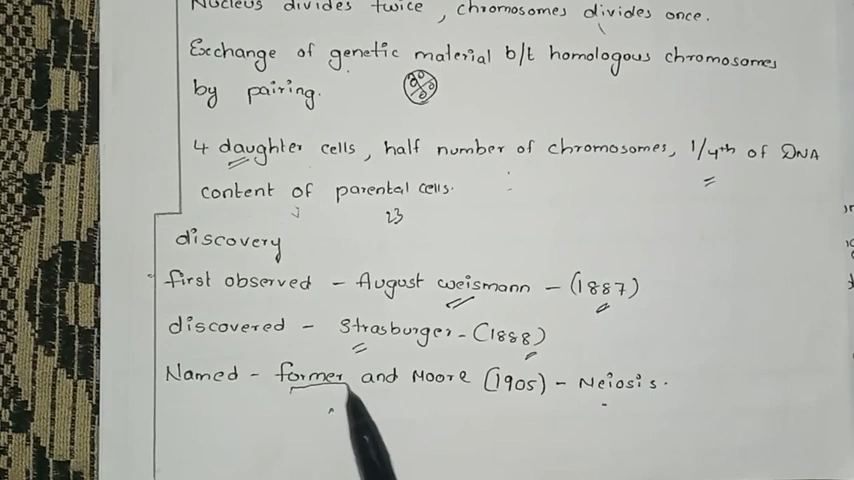 Nucleus divides twice, chromosomes divides once.
Exchange of genetic material b/t homologous chromosomes
by pairing.
4 daughter cells, half number of chromosomes, 1/4th of DNA
content of parental cells.
23
discovery
first observed - August weismann - (1887)
discovered - Strasburger - (1888)
Named - former and Moore (1905) - Neiosis.